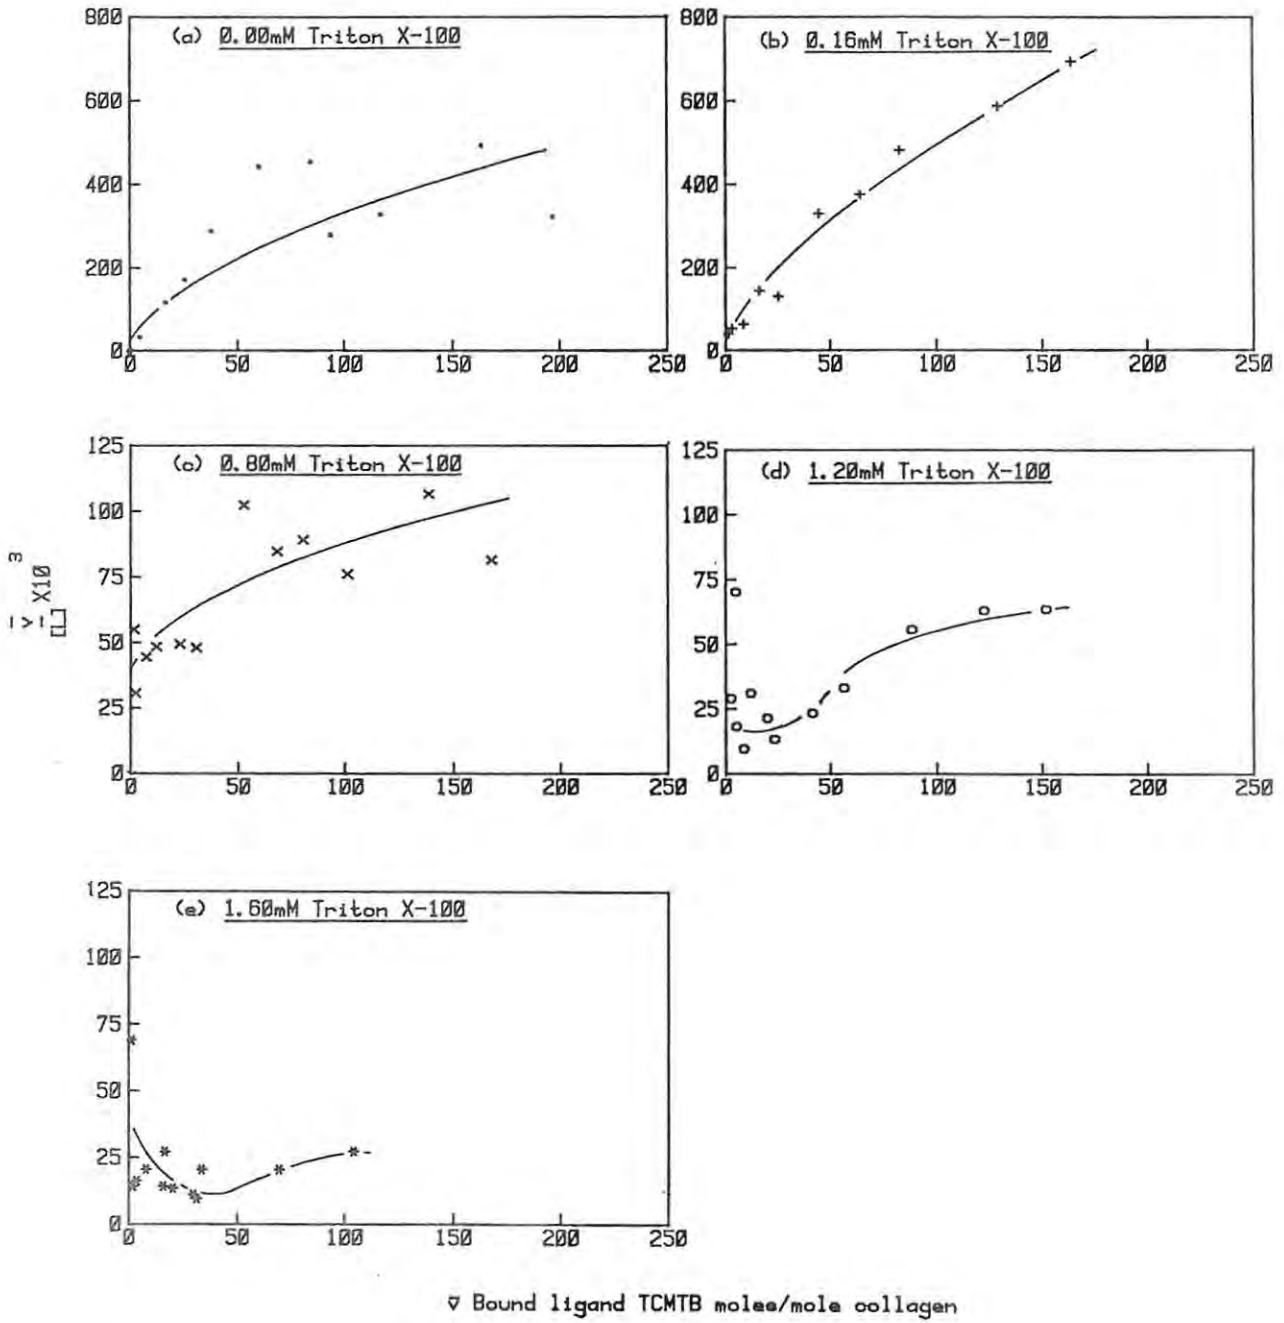 (a) 0.00mM Triton X-100
800
600
400
200
0
0 50 100 150 200 250
(b) 0.16mM Triton X-100
800
600
400
200
0
0 50 100 150 200 250
(c) 0.80mM Triton X-100
125
100
75
50
25
0
0 50 100 150 200 250
(d) 1.20mM Triton X-100
125
100
75
50
25
0
0 50 100 150 200 250
(e) 1.60mM Triton X-100
125
100
75
50
25
0
0 50 100 150 200 250
v̄
[L] X10³
v̄ Bound ligand TCMTB moles/mole collagen